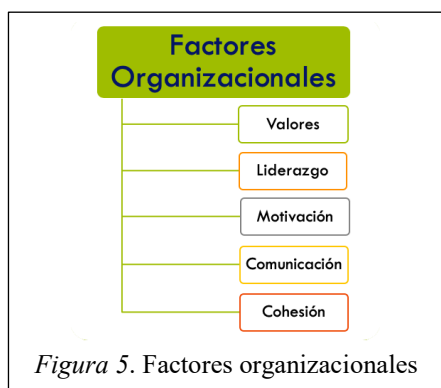 Factores
Organizacionales
Valores
Liderazgo
Motivación
Comunicación
Cohesión
Figura 5. Factores organizacionales